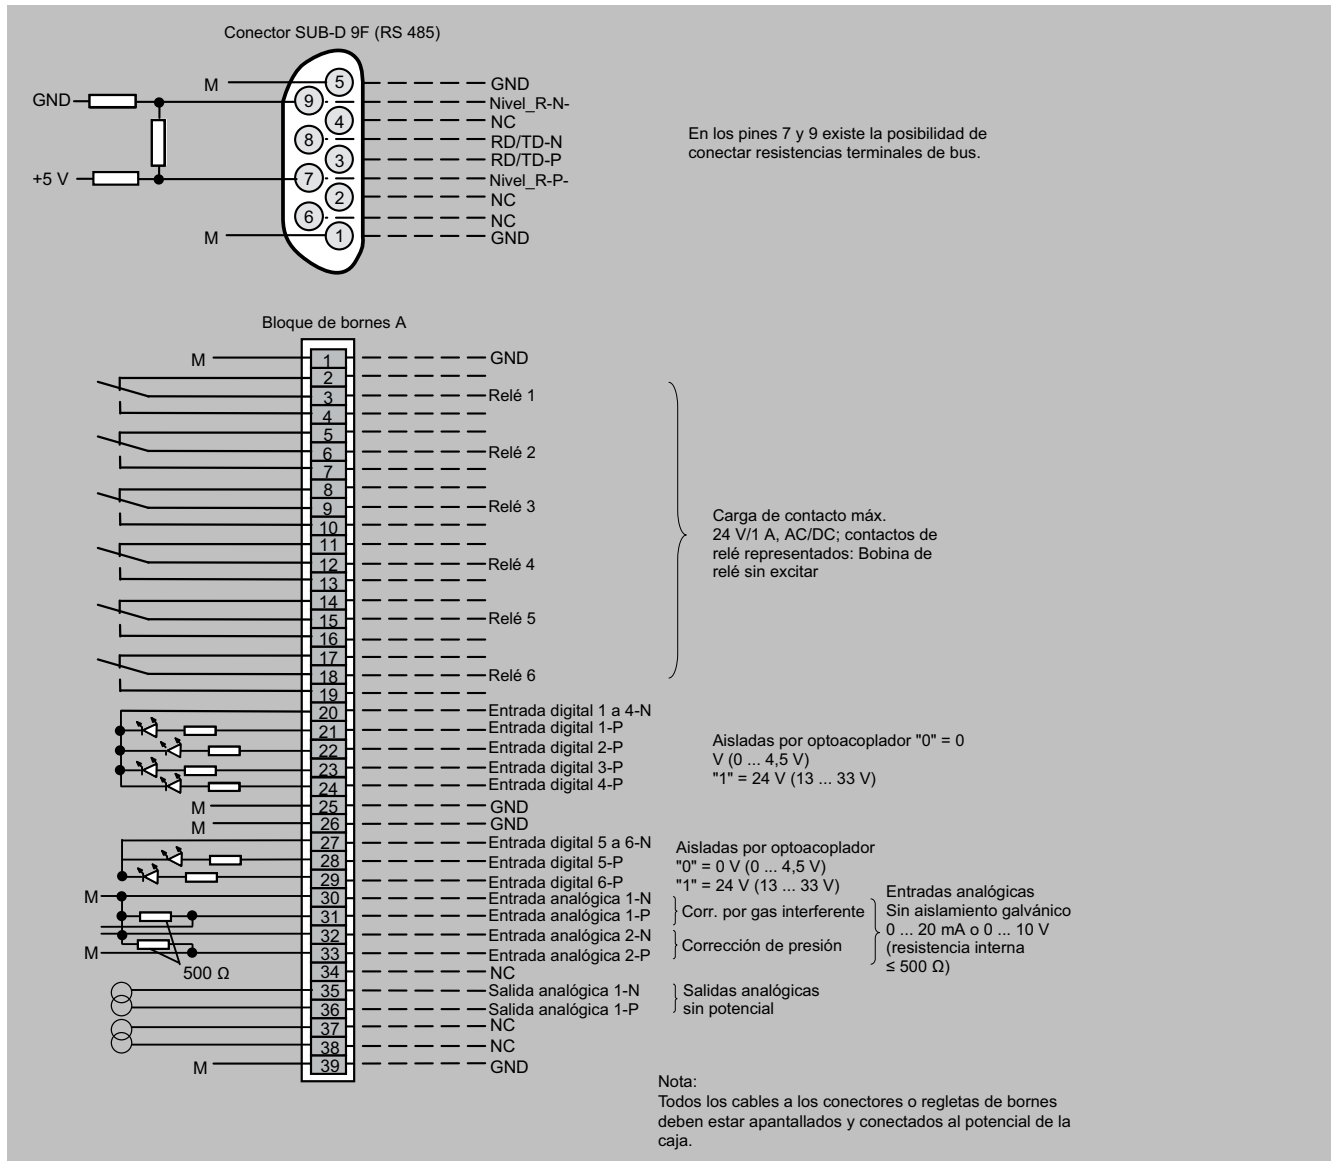 Conector SUB-D 9F (RS 485)
M 5 GND
GND 9 Nivel_R-N-
4 NC
8 RD/TD-N
3 RD/TD-P
+5 V 7 Nivel_R-P-
2 NC
6 NC
M 1 GND
En los pines 7 y 9 existe la posibilidad de
conectar resistencias terminales de bus.
Bloque de bornes A
M 1 GND
2
3 Relé 1
4
5
6 Relé 2
7
8
9 Relé 3
10
11
12 Relé 4
13
14
15 Relé 5
16
17
18 Relé 6
19
Carga de contacto máx.
24 V/1 A, AC/DC; contactos de
relé representados: Bobina de
relé sin excitar
20 Entrada digital 1 a 4-N
21 Entrada digital 1-P
22 Entrada digital 2-P
23 Entrada digital 3-P
24 Entrada digital 4-P
Aisladas por optoacoplador "0" = 0
V (0 ... 4,5 V)
"1" = 24 V (13 ... 33 V)
M 25 GND
M 26 GND
27 Entrada digital 5 a 6-N
28 Entrada digital 5-P
29 Entrada digital 6-P
Aisladas por optoacoplador
"0" = 0 V (0 ... 4,5 V)
"1" = 24 V (13 ... 33 V)
M 30 Entrada analógica 1-N
31 Entrada analógica 1-P
Corr. por gas interferente
32 Entrada analógica 2-N
M 33 Entrada analógica 2-P
Corrección de presión
500 Ω
Entradas analógicas
Sin aislamiento galvánico
0 ... 20 mA o 0 ... 10 V
(resistencia interna
≤ 500 Ω)
34 NC
35 Salida analógica 1-N
36 Salida analógica 1-P
Salidas analógicas
sin potencial
37 NC
38 NC
M 39 GND
Nota:
Todos los cables a los conectores o regletas de bornes
deben estar apantallados y conectados al potencial de la
caja.